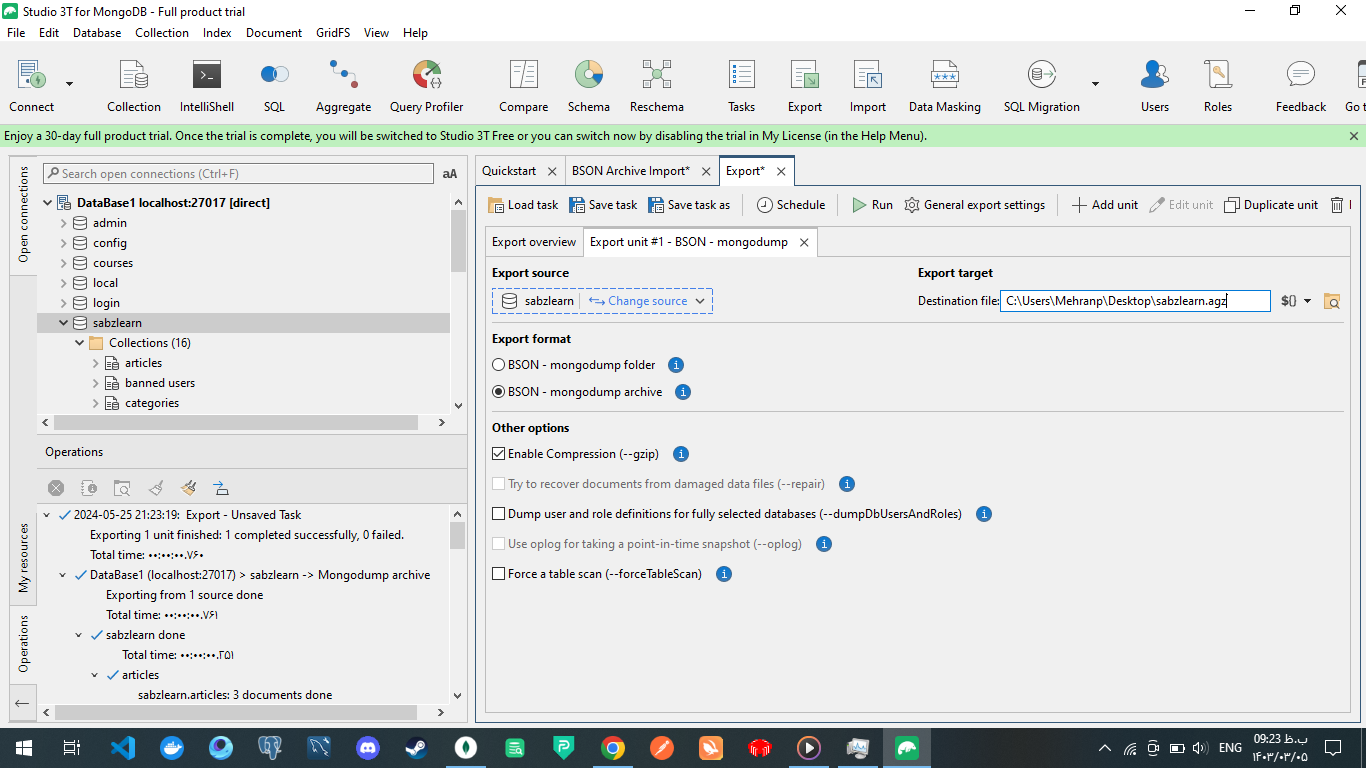 Studio 3T for MongoDB - Full product trial
File Edit Database Collection Index Document GridFS View Help
Connect Collection IntelliShell SQL Aggregate Query Profiler Compare Schema Reschema Tasks Export Import Data Masking SQL Migration Users Roles Feedback Go t
Enjoy a 30-day full product trial. Once the trial is complete, you will be switched to Studio 3T Free or you can switch now by disabling the trial in My License (in the Help Menu).
Open connections
My resources
Operations
Search open connections (Ctrl+F) aA
DataBase1 localhost:27017 [direct]
admin
config
courses
local
login
sabzlearn
Collections (16)
articles
banned users
categories
Operations
2024-05-25 21:23:19: Export - Unsaved Task
Exporting 1 unit finished: 1 completed successfully, 0 failed.
Total time: ۰۰:۰۰:۰۰.۷۶۰
DataBase1 (localhost:27017) > sabzlearn -> Mongodump archive
Exporting from 1 source done
Total time: ۰۰:۰۰:۰۰.۷۶۱
sabzlearn done
Total time: ۰۰:۰۰:۰۰.۲۵۱
articles
sabzlearn.articles: 3 documents done
Quickstart BSON Archive Import* Export*
Load task Save task Save task as Schedule Run General export settings Add unit Edit unit Duplicate unit
Export overview Export unit #1 - BSON - mongodump
Export source Export target
sabzlearn Change source Destination file: C:\Users\Mehranp\Desktop\sabzlearn.agz $()
Export format
BSON - mongodump folder
BSON - mongodump archive
Other options
Enable Compression (--gzip)
Try to recover documents from damaged data files (--repair)
Dump user and role definitions for fully selected databases (--dumpDbUsersAndRoles)
Use oplog for taking a point-in-time snapshot (--oplog)
Force a table scan (--forceTableScan)
ENG 09:23 ب.ظ
۱۴۰۳/۰۳/۰۵